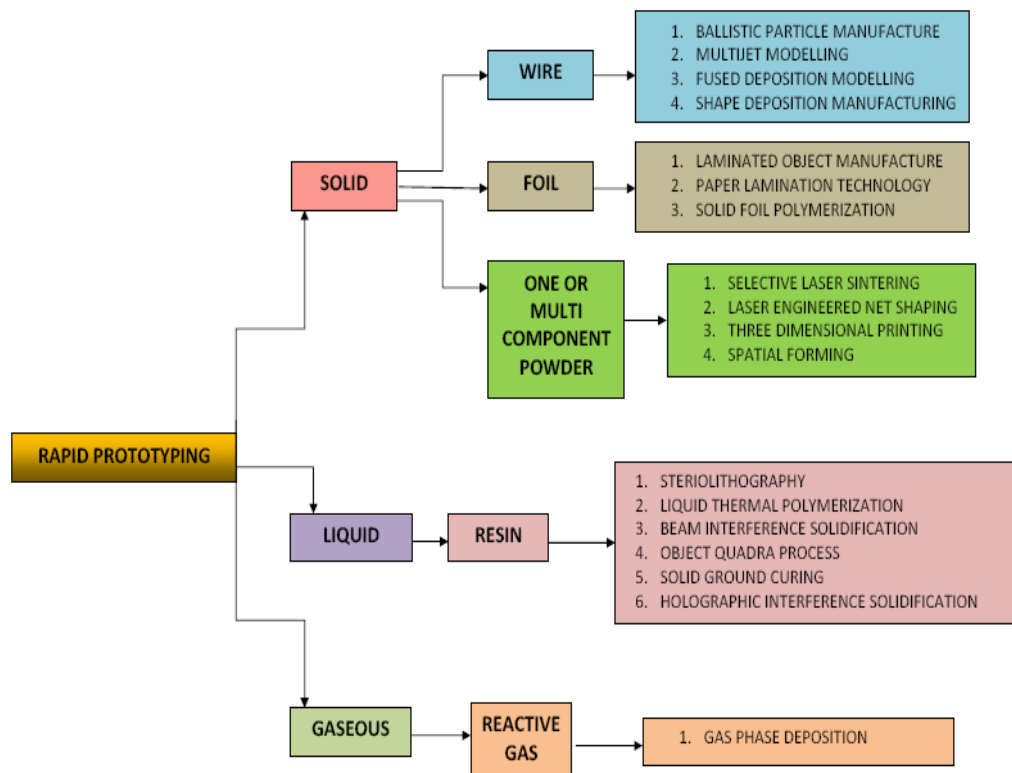 RAPID PROTOTYPING
SOLID
WIRE
1. BALLISTIC PARTICLE MANUFACTURE
2. MULTIJET MODELLING
3. FUSED DEPOSITION MODELLING
4. SHAPE DEPOSITION MANUFACTURING
FOIL
1. LAMINATED OBJECT MANUFACTURE
2. PAPER LAMINATION TECHNOLOGY
3. SOLID FOIL POLYMERIZATION
ONE OR
MULTI
COMPONENT
POWDER
1. SELECTIVE LASER SINTERING
2. LASER ENGINEERED NET SHAPING
3. THREE DIMENSIONAL PRINTING
4. SPATIAL FORMING
LIQUID
RESIN
1. STERIOLITHOGRAPHY
2. LIQUID THERMAL POLYMERIZATION
3. BEAM INTERFERENCE SOLIDIFICATION
4. OBJECT QUADRA PROCESS
5. SOLID GROUND CURING
6. HOLOGRAPHIC INTERFERENCE SOLIDIFICATION
GASEOUS
REACTIVE
GAS
1. GAS PHASE DEPOSITION